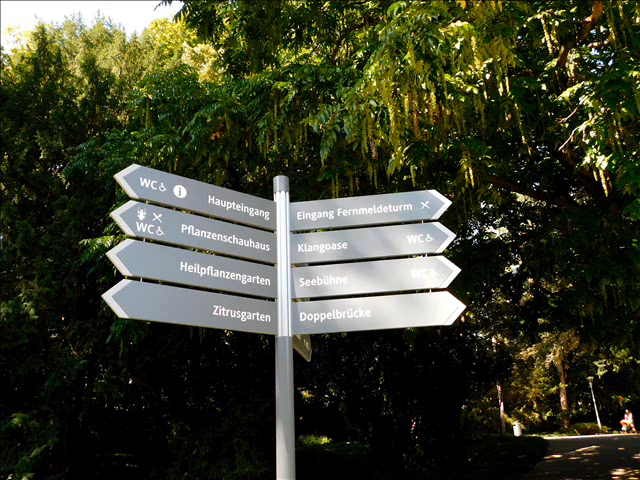 WC i Haupteingang
WC Pflanzenschauhaus
Heilpflanzengarten
Zitrusgarten
Eingang Fernmeldeturm
Klangoase WC
Seebühne WC
Doppelbrücke